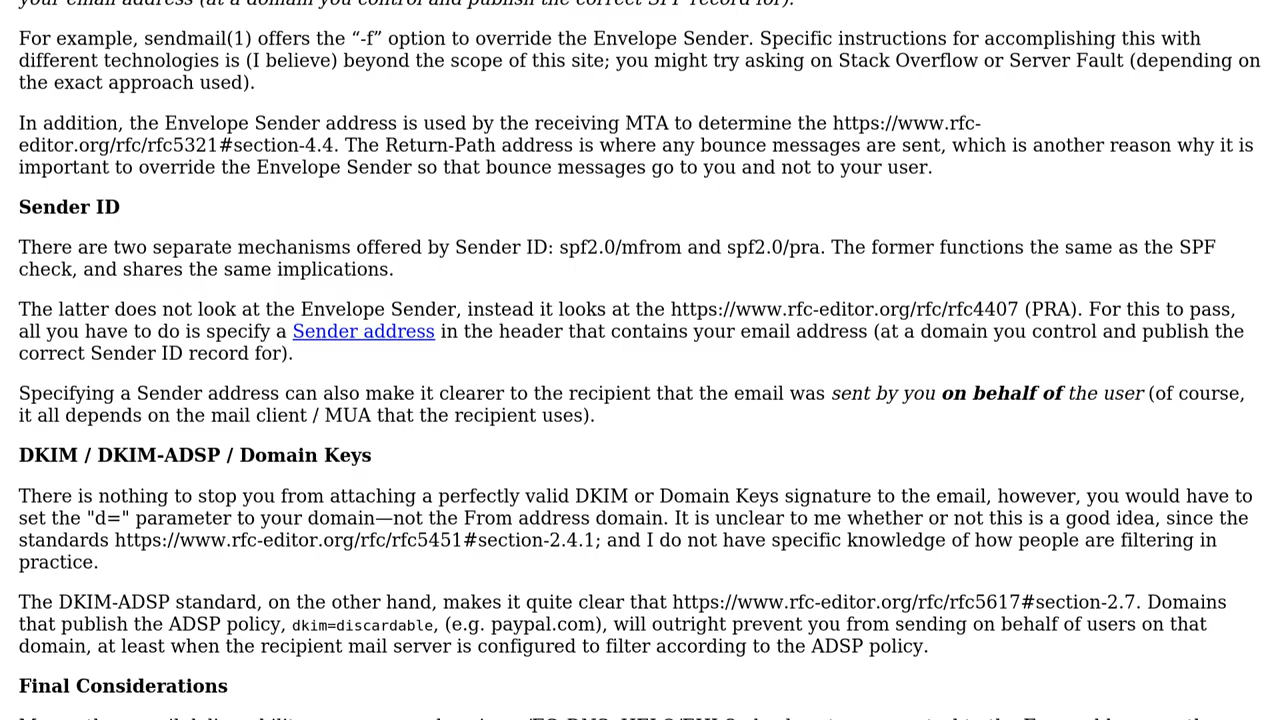 your email address (at a domain you control and publish the correct SPF record for).
For example, sendmail(1) offers the “-f” option to override the Envelope Sender. Specific instructions for accomplishing this with
different technologies is (I believe) beyond the scope of this site; you might try asking on Stack Overflow or Server Fault (depending on
the exact approach used).
In addition, the Envelope Sender address is used by the receiving MTA to determine the https://www.rfc-
editor.org/rfc/rfc5321#section-4.4. The Return-Path address is where any bounce messages are sent, which is another reason why it is
important to override the Envelope Sender so that bounce messages go to you and not to your user.
Sender ID
There are two separate mechanisms offered by Sender ID: spf2.0/mfrom and spf2.0/pra. The former functions the same as the SPF
check, and shares the same implications.
The latter does not look at the Envelope Sender, instead it looks at the https://www.rfc-editor.org/rfc/rfc4407 (PRA). For this to pass,
all you have to do is specify a Sender address in the header that contains your email address (at a domain you control and publish the
correct Sender ID record for).
Specifying a Sender address can also make it clearer to the recipient that the email was sent by you on behalf of the user (of course,
it all depends on the mail client / MUA that the recipient uses).
DKIM / DKIM-ADSP / Domain Keys
There is nothing to stop you from attaching a perfectly valid DKIM or Domain Keys signature to the email, however, you would have to
set the "d=" parameter to your domain—not the From address domain. It is unclear to me whether or not this is a good idea, since the
standards https://www.rfc-editor.org/rfc/rfc5451#section-2.4.1; and I do not have specific knowledge of how people are filtering in
practice.
The DKIM-ADSP standard, on the other hand, makes it quite clear that https://www.rfc-editor.org/rfc/rfc5617#section-2.7. Domains
that publish the ADSP policy, dkim=discardable, (e.g. paypal.com), will outright prevent you from sending on behalf of users on that
domain, at least when the recipient mail server is configured to filter according to the ADSP policy.
Final Considerations